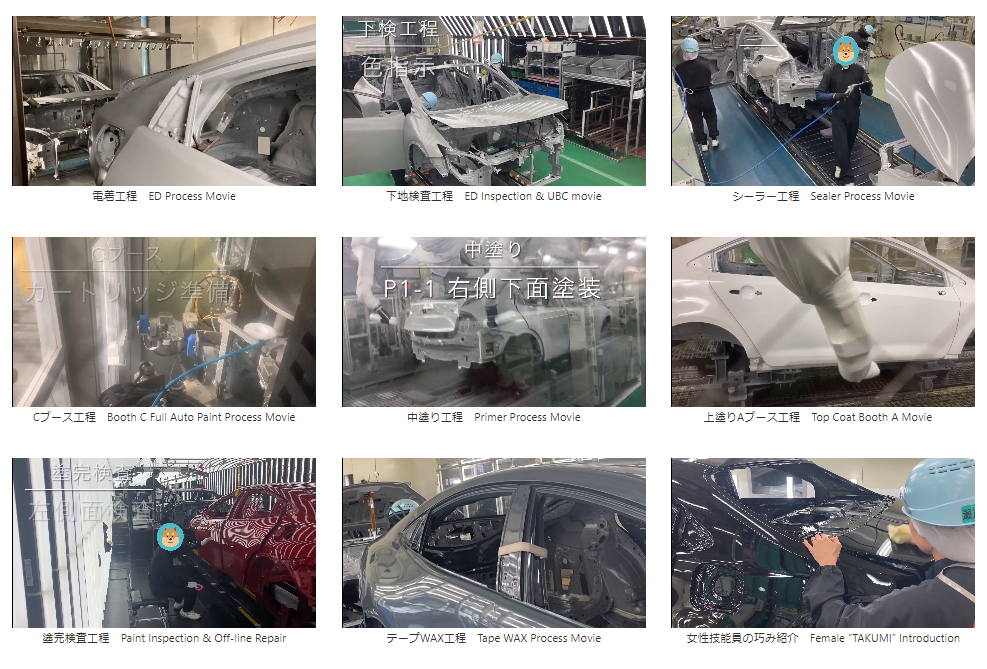 下検工程
色指示
電着工程 ED Process Movie
下地検査工程 ED Inspection & UBC movie
シーラー工程 Sealer Process Movie
Cブース
カートリッジ準備
中塗り
P1-1 右側下面塗装
Cブース工程 Booth C Full Auto Paint Process Movie
中塗り工程 Primer Process Movie
上塗りAブース工程 Top Coat Booth A Movie
塗完検査
左側面検査
塗完検査工程 Paint Inspection & Off-line Repair
テープWAX工程 Tape WAX Process Movie
女性技能員の巧み紹介 Female “TAKUMI” Introduction